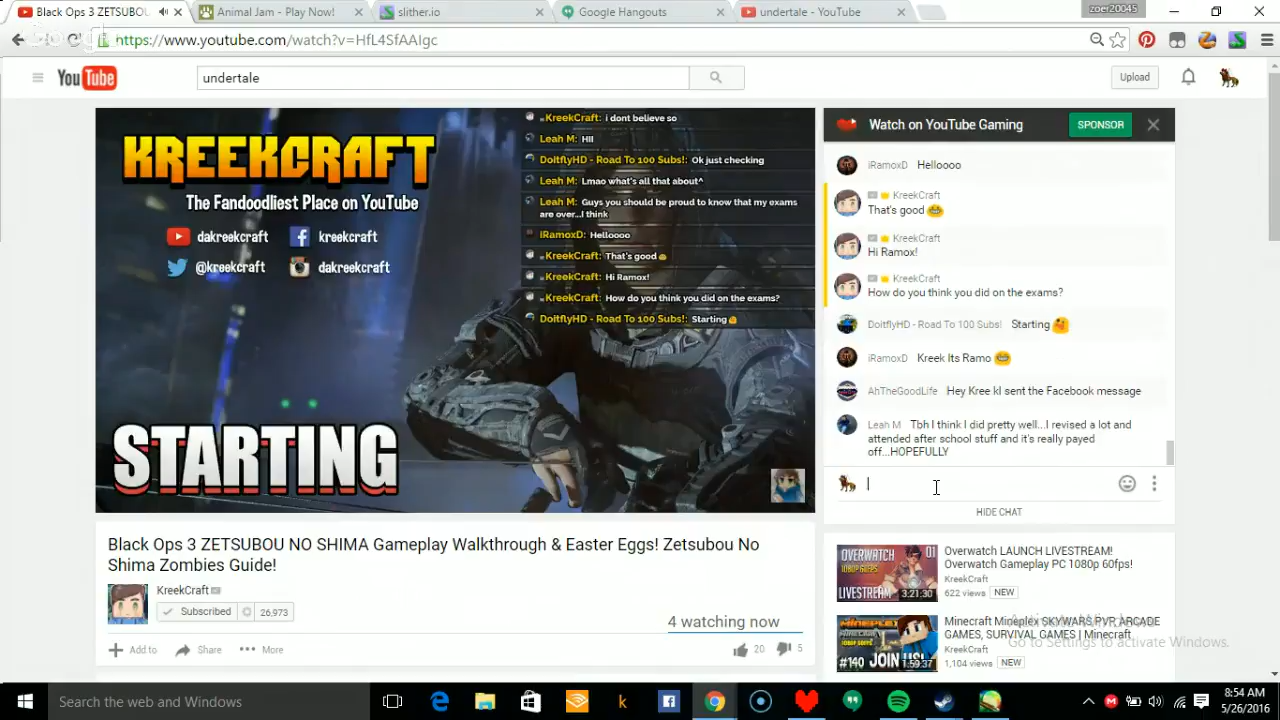 Black Ops 3 ZETSUBOU
Animal Jam - Play Now!
slither.io
Google Hangouts
undertale - YouTube
zoer20045
https://www.youtube.com/watch?v=HfL4SfAAIgc
YouTube
undertale
Upload
KREEKCRAFT
The Fandoodliest Place on YouTube
dakreekcraft
kreekcraft
@kreekcraft
dakreekcraft
STARTING
KreekCraft: i dont believe so
Leah M: HII
DoitflyHD - Road To 100 Subs!: Ok just checking
Leah M: Lmao what's all that about^
Leah M: Guys you should be proud to know that my exams
are over...I think
iRamoxD: Helloooo
KreekCraft: That's good
KreekCraft: Hi Ramox!
KreekCraft: How do you think you did on the exams?
DoitflyHD - Road To 100 Subs!: Starting
Watch on YouTube Gaming
SPONSOR
iRamoxD Helloooo
KreekCraft
That's good
KreekCraft
Hi Ramox!
KreekCraft
How do you think you did on the exams?
DoitflyHD - Road To 100 Subs! Starting
iRamoxD Kreek Its Ramo
AhTheGoodLife Hey Kree kI sent the Facebook message
Leah M Tbh I think I did pretty well...I revised a lot and
attended after school stuff and it's really payed
off...HOPEFULLY
HIDE CHAT
Black Ops 3 ZETSUBOU NO SHIMA Gameplay Walkthrough & Easter Eggs! Zetsubou No
Shima Zombies Guide!
KreekCraft
Subscribed
26,973
4 watching now
Add to
Share
More
20
5
OVERWATCH
01
1080P 60FPS
LIVESTREAM
3:21:30
Overwatch LAUNCH LIVESTREAM!
Overwatch Gameplay PC 1080p 60fps!
KreekCraft
622 views NEW
MINECRAFT
#140 JOIN US!
1:59:37
Minecraft Mineplex SKYWARS PVP, ARCADE
GAMES, SURVIVAL GAMES | Minecraft
KreekCraft
1,104 views NEW
Activate Windows
Go to Settings to activate Windows.
Search the web and Windows
8:54 AM
5/26/2016